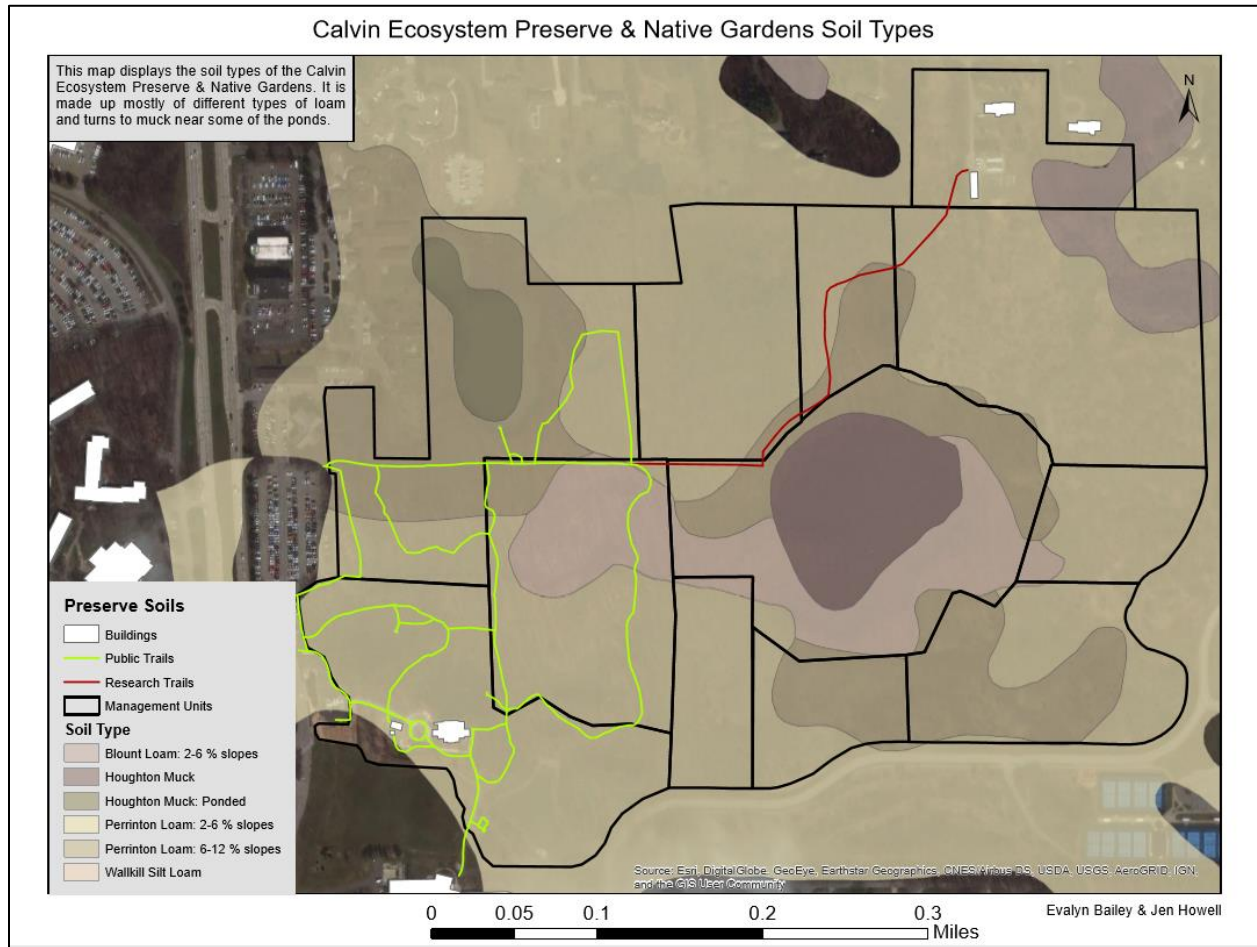 Calvin Ecosystem Preserve & Native Gardens Soil Types
This map displays the soil types of the Calvin
Ecosystem Preserve & Native Gardens. It is
made up mostly of different types of loam
and turns to muck near some of the ponds.
N
Preserve Soils
Buildings
Public Trails
Research Trails
Management Units
Soil Type
Blount Loam: 2-6 % slopes
Houghton Muck
Houghton Muck: Ponded
Perrinton Loam: 2-6 % slopes
Perrinton Loam: 6-12 % slopes
Wallkill Silt Loam
Source: Esri, DigitalGlobe, GeoEye, Earthstar Geographics, CNES/Airbus DS, USDA, USGS, AeroGRID, IGN,
and the GIS User Community
Evalyn Bailey & Jen Howell
0 0.05 0.1 0.2 0.3
Miles